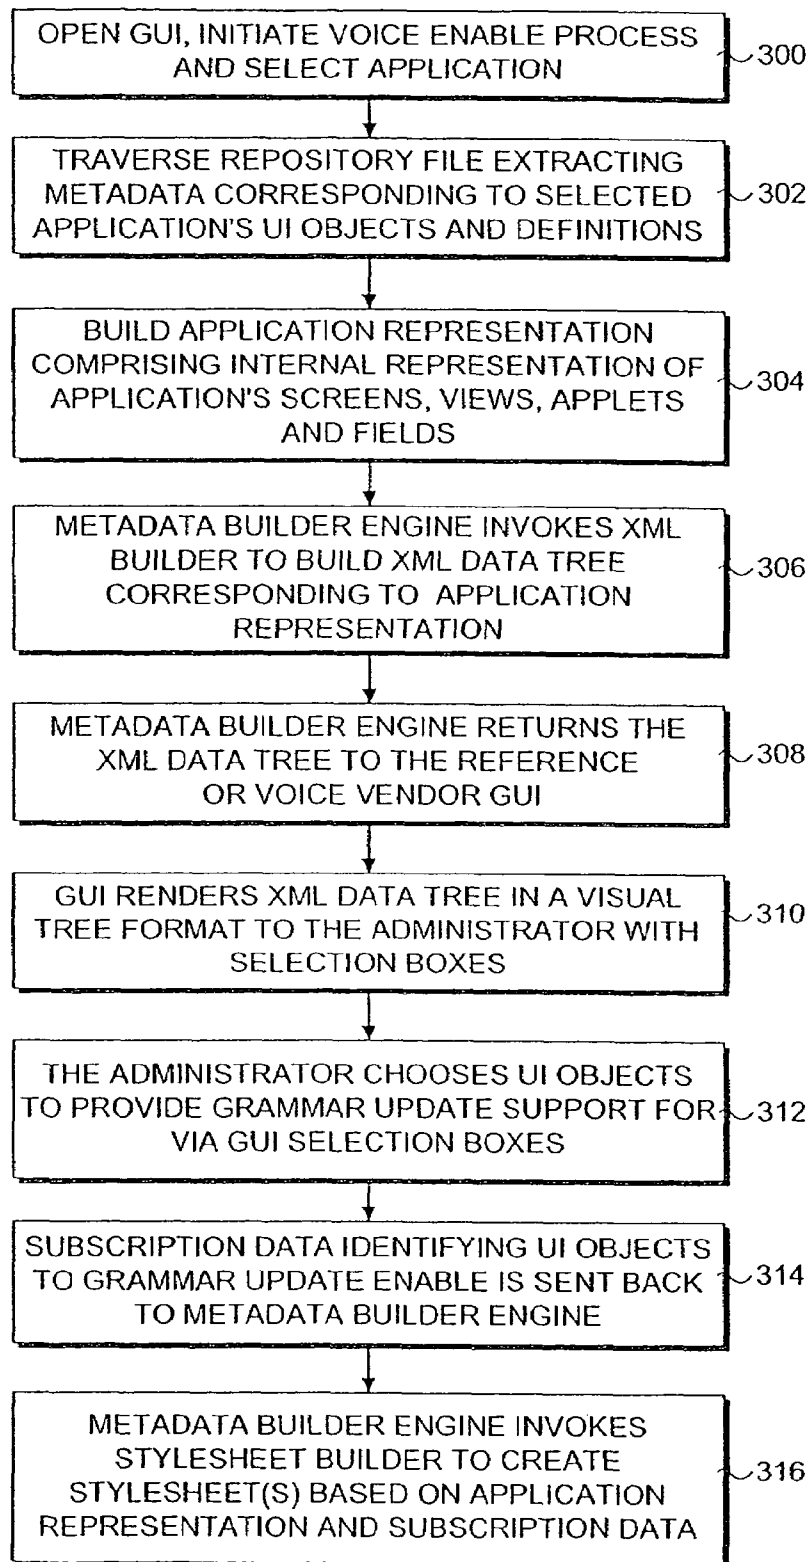 OPEN GUI, INITIATE VOICE ENABLE PROCESS
AND SELECT APPLICATION
300
TRAVERSE REPOSITORY FILE EXTRACTING
METADATA CORRESPONDING TO SELECTED
APPLICATION'S UI OBJECTS AND DEFINITIONS
302
BUILD APPLICATION REPRESENTATION
COMPRISING INTERNAL REPRESENTATION OF
APPLICATION'S SCREENS, VIEWS, APPLETS
AND FIELDS
304
METADATA BUILDER ENGINE INVOKES XML
BUILDER TO BUILD XML DATA TREE
CORRESPONDING TO APPLICATION
REPRESENTATION
306
METADATA BUILDER ENGINE RETURNS THE
XML DATA TREE TO THE REFERENCE
OR VOICE VENDOR GUI
308
GUI RENDERS XML DATA TREE IN A VISUAL
TREE FORMAT TO THE ADMINISTRATOR WITH
SELECTION BOXES
310
THE ADMINISTRATOR CHOOSES UI OBJECTS
TO PROVIDE GRAMMAR UPDATE SUPPORT FOR
VIA GUI SELECTION BOXES
312
SUBSCRIPTION DATA IDENTIFYING UI OBJECTS
TO GRAMMAR UPDATE ENABLE IS SENT BACK
TO METADATA BUILDER ENGINE
314
METADATA BUILDER ENGINE INVOKES
STYLESHEET BUILDER TO CREATE
STYLESHEET(S) BASED ON APPLICATION
REPRESENTATION AND SUBSCRIPTION DATA
316